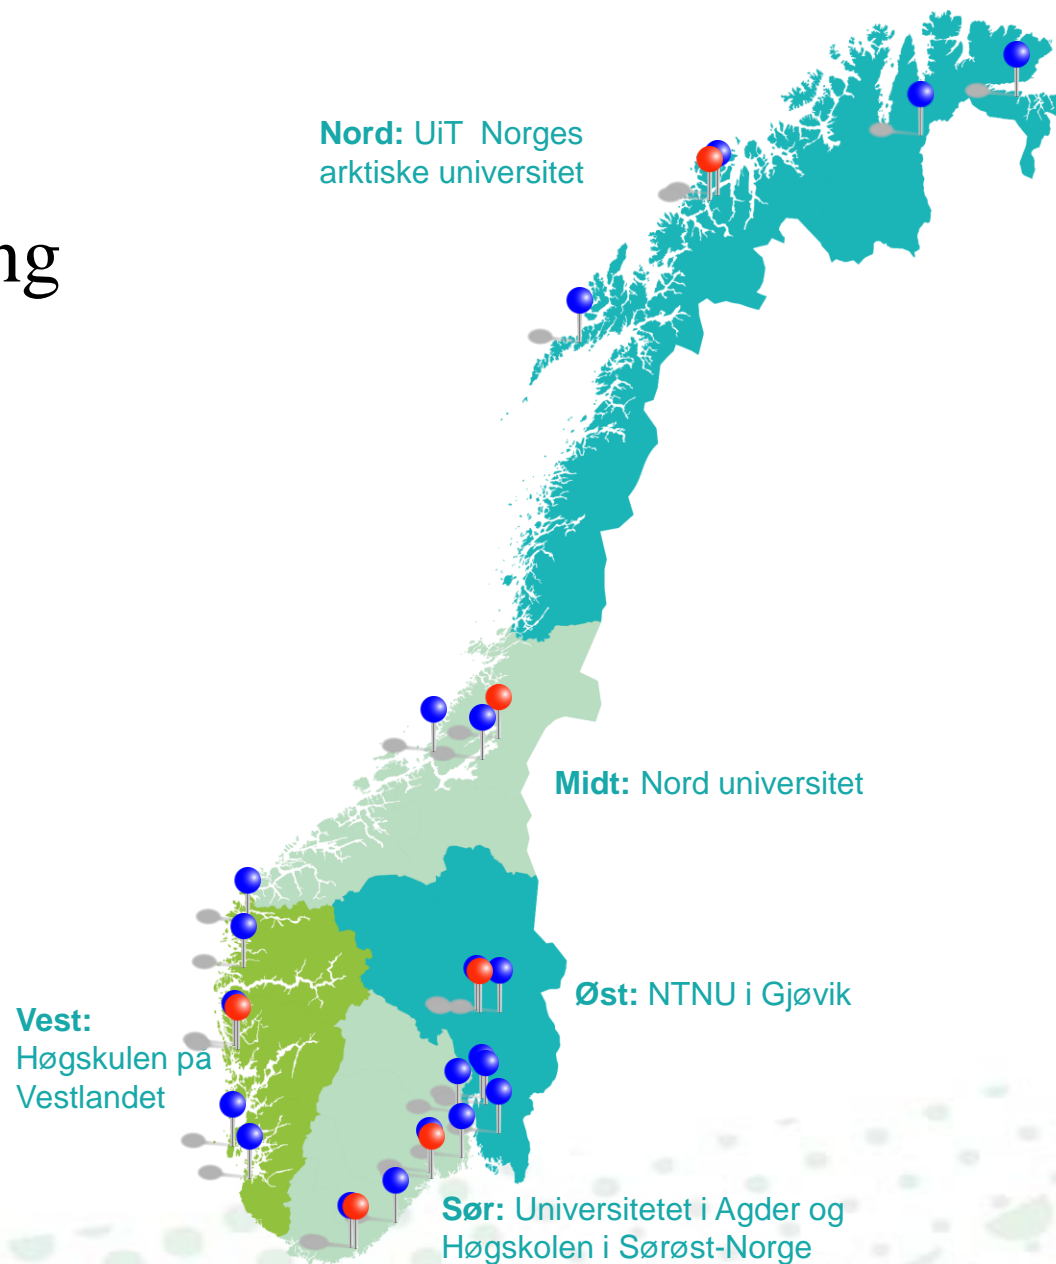 Nord: UiT Norges
arktiske universitet
ng
Midt: Nord universitet
Øst: NTNU i Gjøvik
Vest:
Høgskulen på
Vestlandet
Sør: Universitetet i Agder og
Høgskolen i Sørøst-Norge